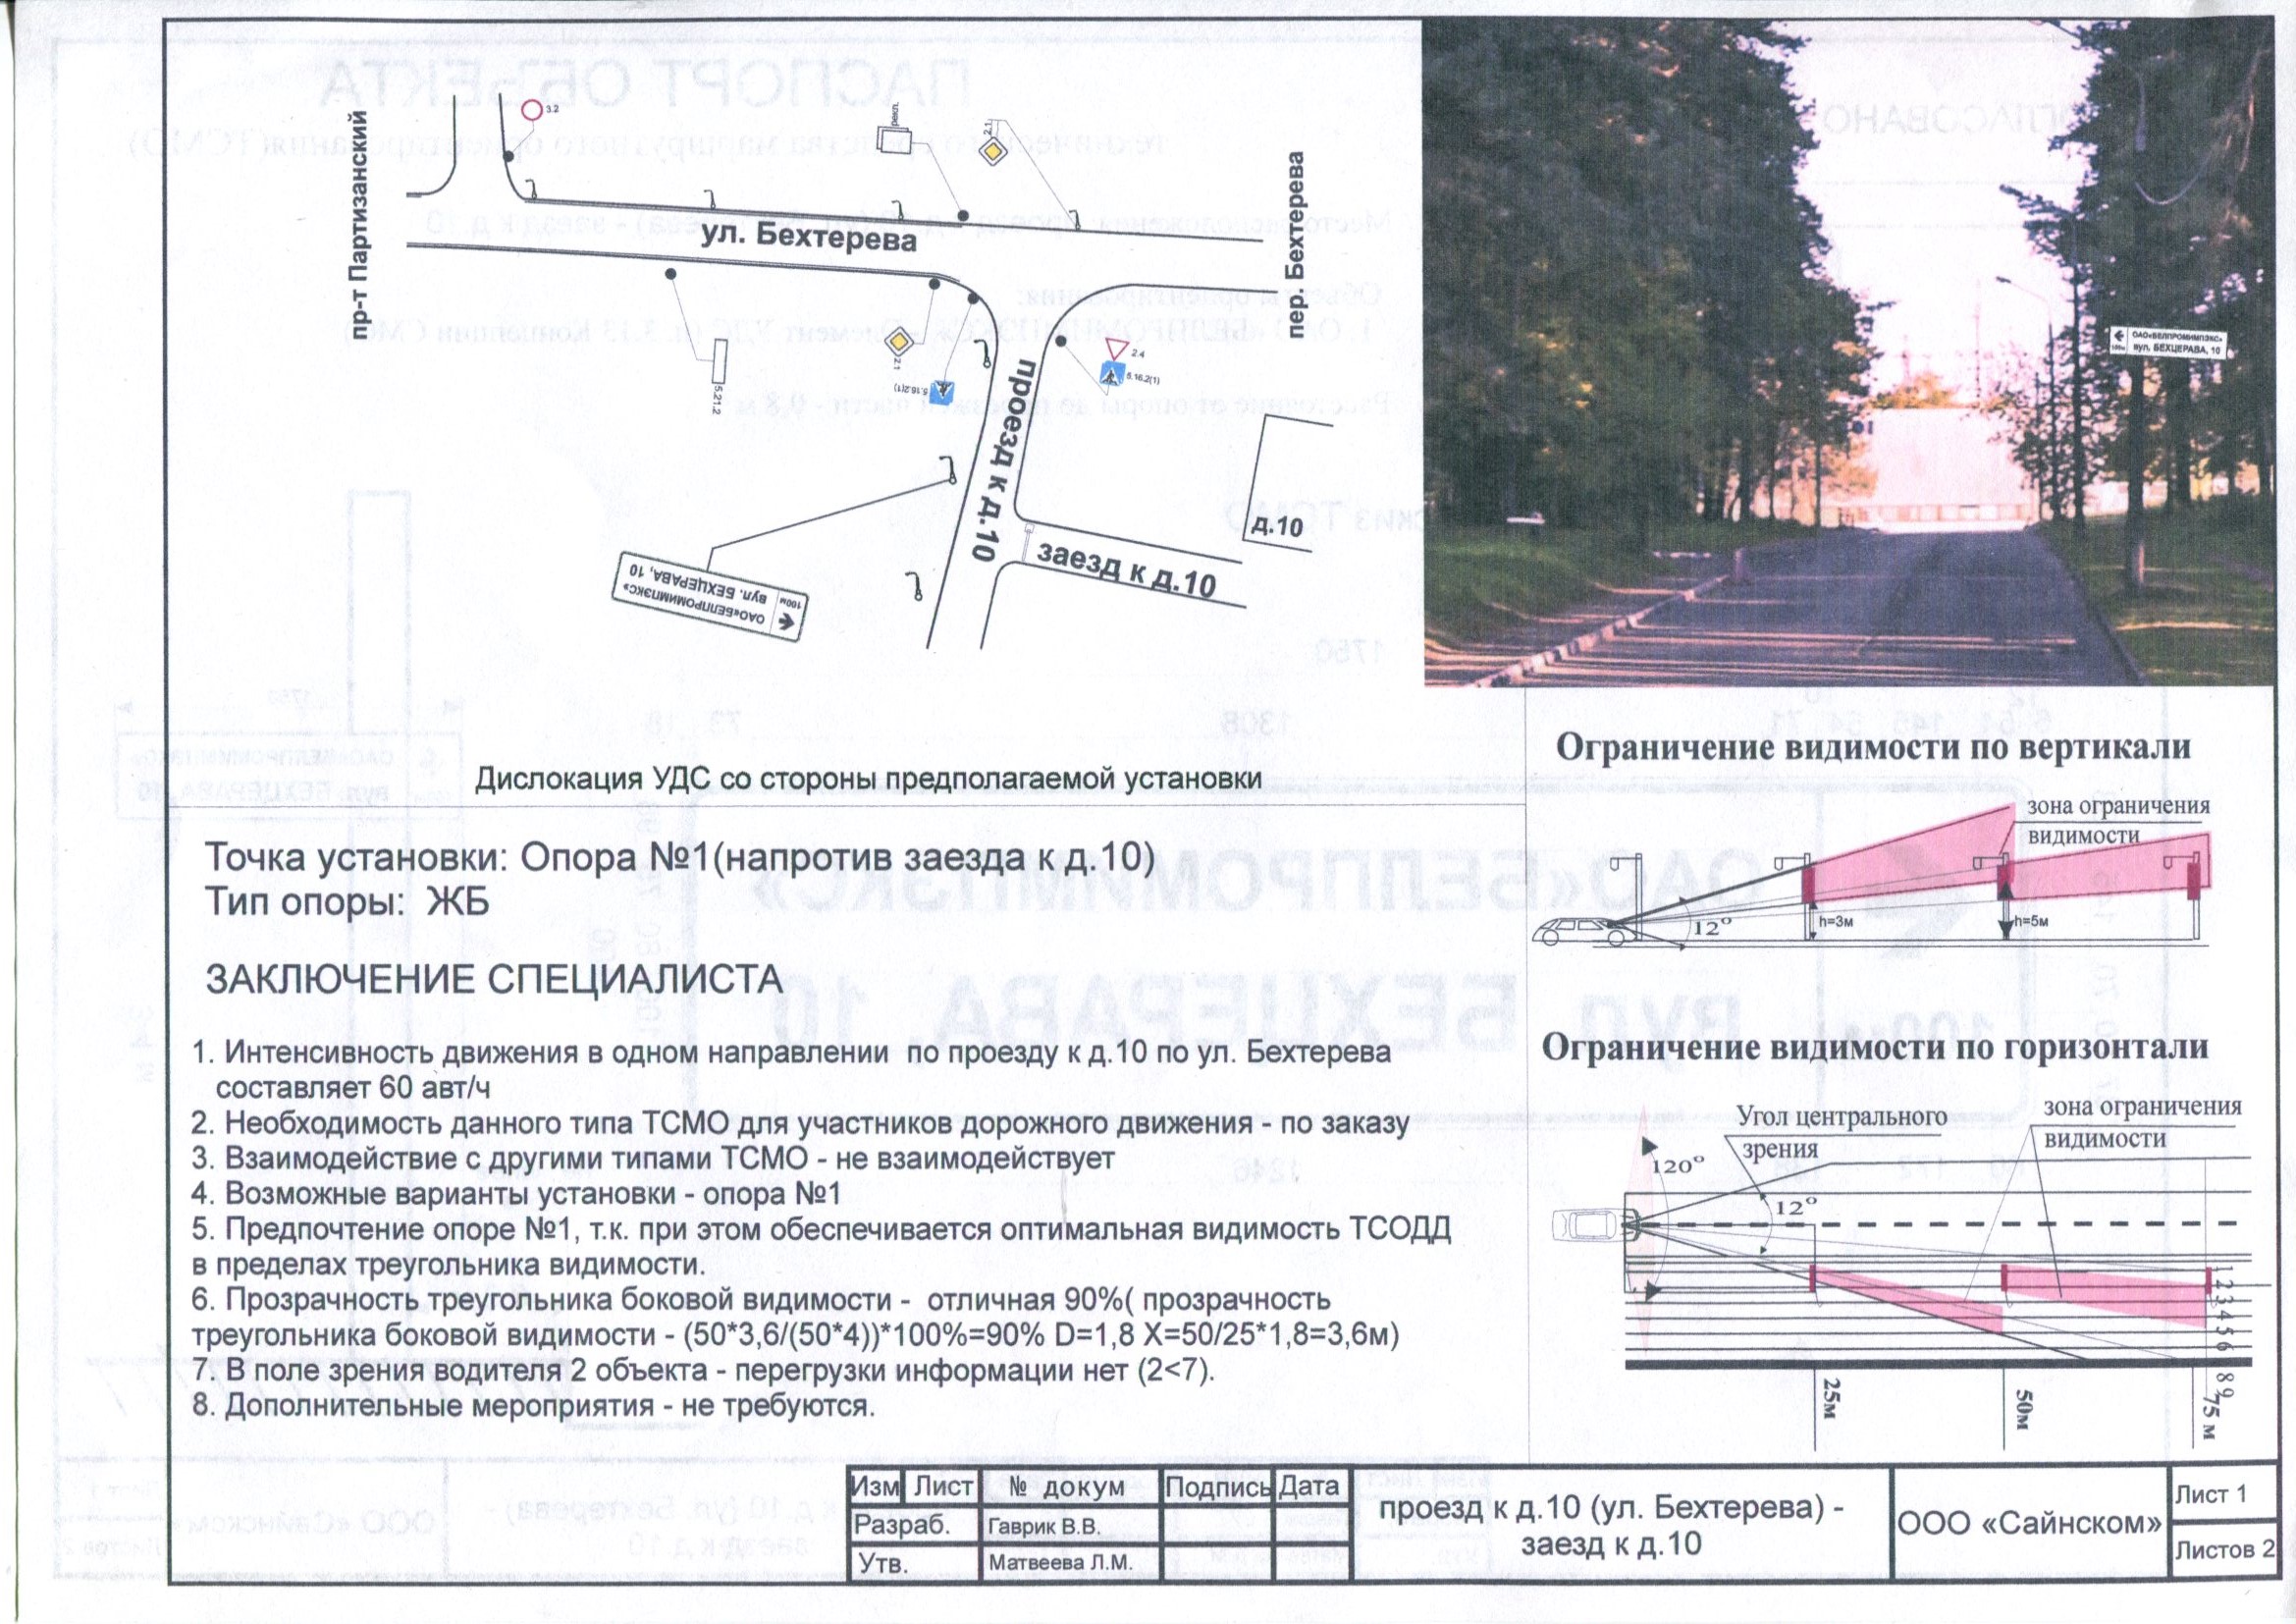 пр-т Партизанский
3.2
рекл.
2.1
пер. Бехтерева
ул. Бехтерева
2.1
5.16.2(1)
5.21.2
2.4
5.16.2(1)
проезд к д.10
заезд к д.10
д.10
ОАО«БЕЛПРОМИМПЭКС»
100м вул. БЕХЦЕРАВА, 10
ОАО«БЕЛПРОМИМПЭКС»
100м вул. БЕХЦЕРАВА, 10
Дислокация УДС со стороны предполагаемой установки
Точка установки: Опора №1(напротив заезда к д.10)
Тип опоры: ЖБ
ЗАКЛЮЧЕНИЕ СПЕЦИАЛИСТА
1. Интенсивность движения в одном направлении по проезду к д.10 по ул. Бехтерева
составляет 60 авт/ч
2. Необходимость данного типа ТСМО для участников дорожного движения - по заказу
3. Взаимодействие с другими типами ТСМО - не взаимодействует
4. Возможные варианты установки - опора №1
5. Предпочтение опоре №1, т.к. при этом обеспечивается оптимальная видимость ТСОДД
в пределах треугольника видимости.
6. Прозрачность треугольника боковой видимости - отличная 90%( прозрачность
треугольника боковой видимости - (50*3,6/(50*4))*100%=90% D=1,8 X=50/25*1,8=3,6м)
7. В поле зрения водителя 2 объекта - перегрузки информации нет (2<7).
8. Дополнительные мероприятия - не требуются.
Ограничение видимости по вертикали
зона ограничения
видимости
12°
h=3м
h=5м
Ограничение видимости по горизонтали
Угол центрального
зрения
зона ограничения
видимости
120°
12°
1 2 3 4 5 6
8 9
25м
50м
75 м
Изм Лист № докум Подпись Дата
Разраб. Гаврик В.В.
Утв. Матвеева Л.М.
проезд к д.10 (ул. Бехтерева) -
заезд к д.10
ООО «Сайнском»
Лист 1
Листов 2